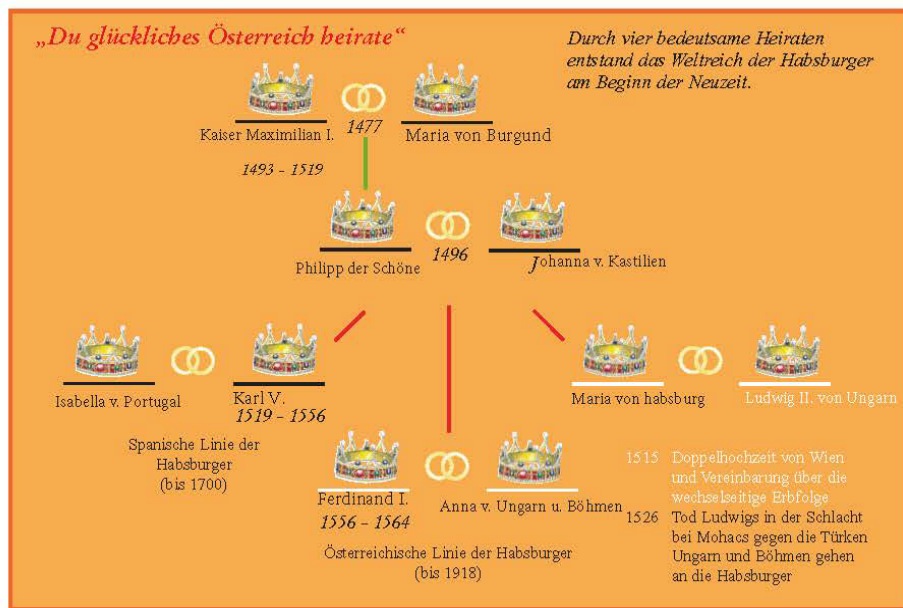 „Du glückliches Österreich heirate“
Durch vier bedeutsame Heiraten
entstand das Weltreich der Habsburger
am Beginn der Neuzeit.
Kaiser Maximilian I.
1477
Maria von Burgund
1493 - 1519
Philipp der Schöne
1496
Johanna v. Kastilien
Isabella v. Portugal
Karl V.
1519 - 1556
Maria von habsburg
Ludwig II. von Ungarn
Spanische Linie der
Habsburger
(bis 1700)
Ferdinand I.
1556 - 1564
Anna v. Ungarn u. Böhmen
Österreichische Linie der Habsburger
(bis 1918)
1515 Doppelhochzeit von Wien
und Vereinbarung über die
wechselseitige Erbfolge
1526 Tod Ludwigs in der Schlacht
bei Mohacs gegen die Türken
Ungarn und Böhmen gehen
an die Habsburger